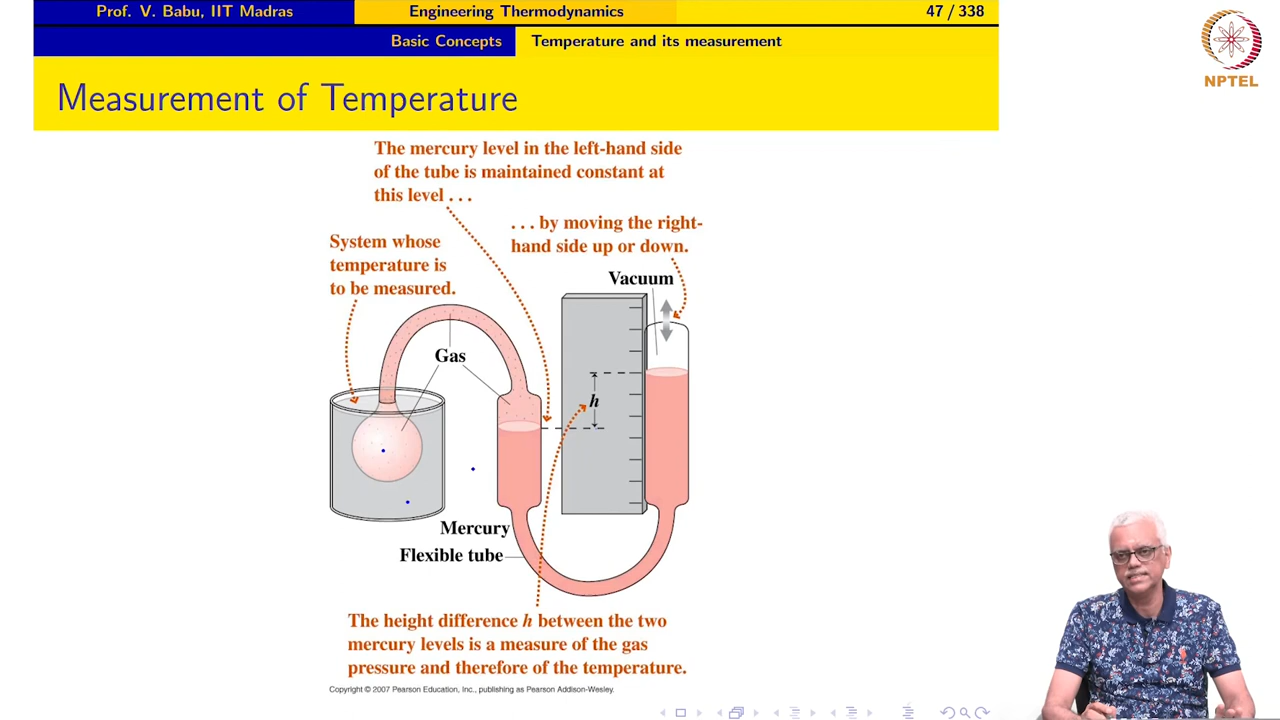 Prof. V. Babu, IIT Madras Engineering Thermodynamics 47 / 338
Basic Concepts Temperature and its measurement
NPTEL
Measurement of Temperature
The mercury level in the left-hand side
of the tube is maintained constant at
this level . . .
. . . by moving the right-
hand side up or down.
System whose
temperature is
to be measured.
Vacuum
Gas
h
Mercury
Flexible tube
The height difference h between the two
mercury levels is a measure of the gas
pressure and therefore of the temperature.
Copyright © 2007 Pearson Education, Inc., publishing as Pearson Addison-Wesley.